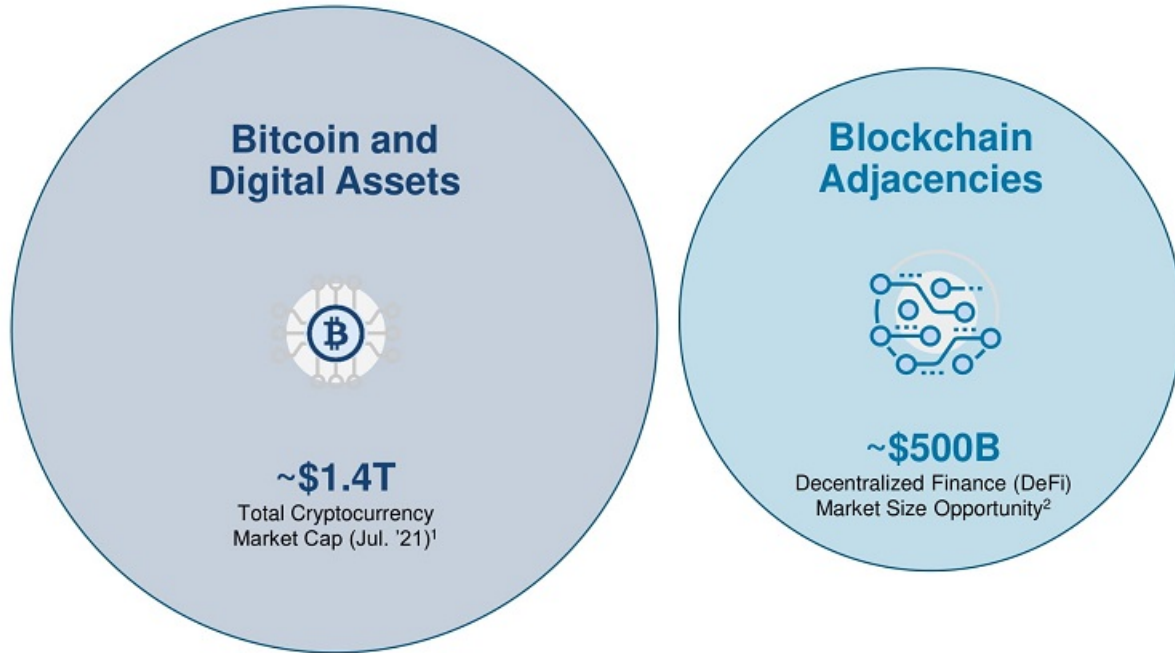 Bitcoin and
Digital Assets
₿
~$1.4T
Total Cryptocurrency
Market Cap (Jul. '21)¹
Blockchain
Adjacencies
~$500B
Decentralized Finance (DeFi)
Market Size Opportunity²